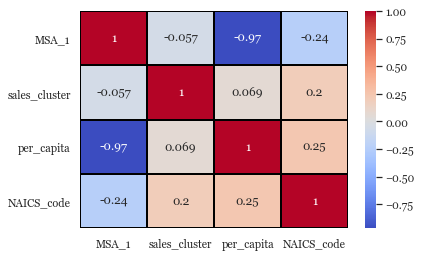 MSA_1 1 -0.057 -0.97 -0.24
sales_cluster -0.057 1 0.069 0.2
per_capita -0.97 0.069 1 0.25
NAICS_code -0.24 0.2 0.25 1
MSA_1 sales_cluster per_capita NAICS_code
1.00
0.75
0.50
0.25
0.00
−0.25
−0.50
−0.75